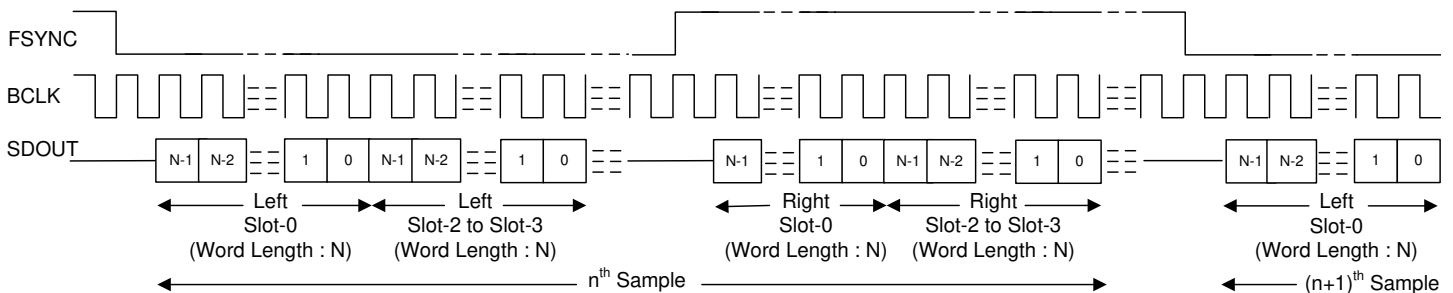 FSYNC
BCLK
SDOUT
N-1 N-2 1 0 N-1 N-2 1 0 N-1 1 0 N-1 N-2 1 0 N-1 N-2 1 0
Left Left Right Right Left
Slot-0 Slot-2 to Slot-3 Slot-0 Slot-2 to Slot-3 Slot-0
(Word Length : N) (Word Length : N) (Word Length : N) (Word Length : N) (Word Length : N)
nth Sample (n+1)th Sample